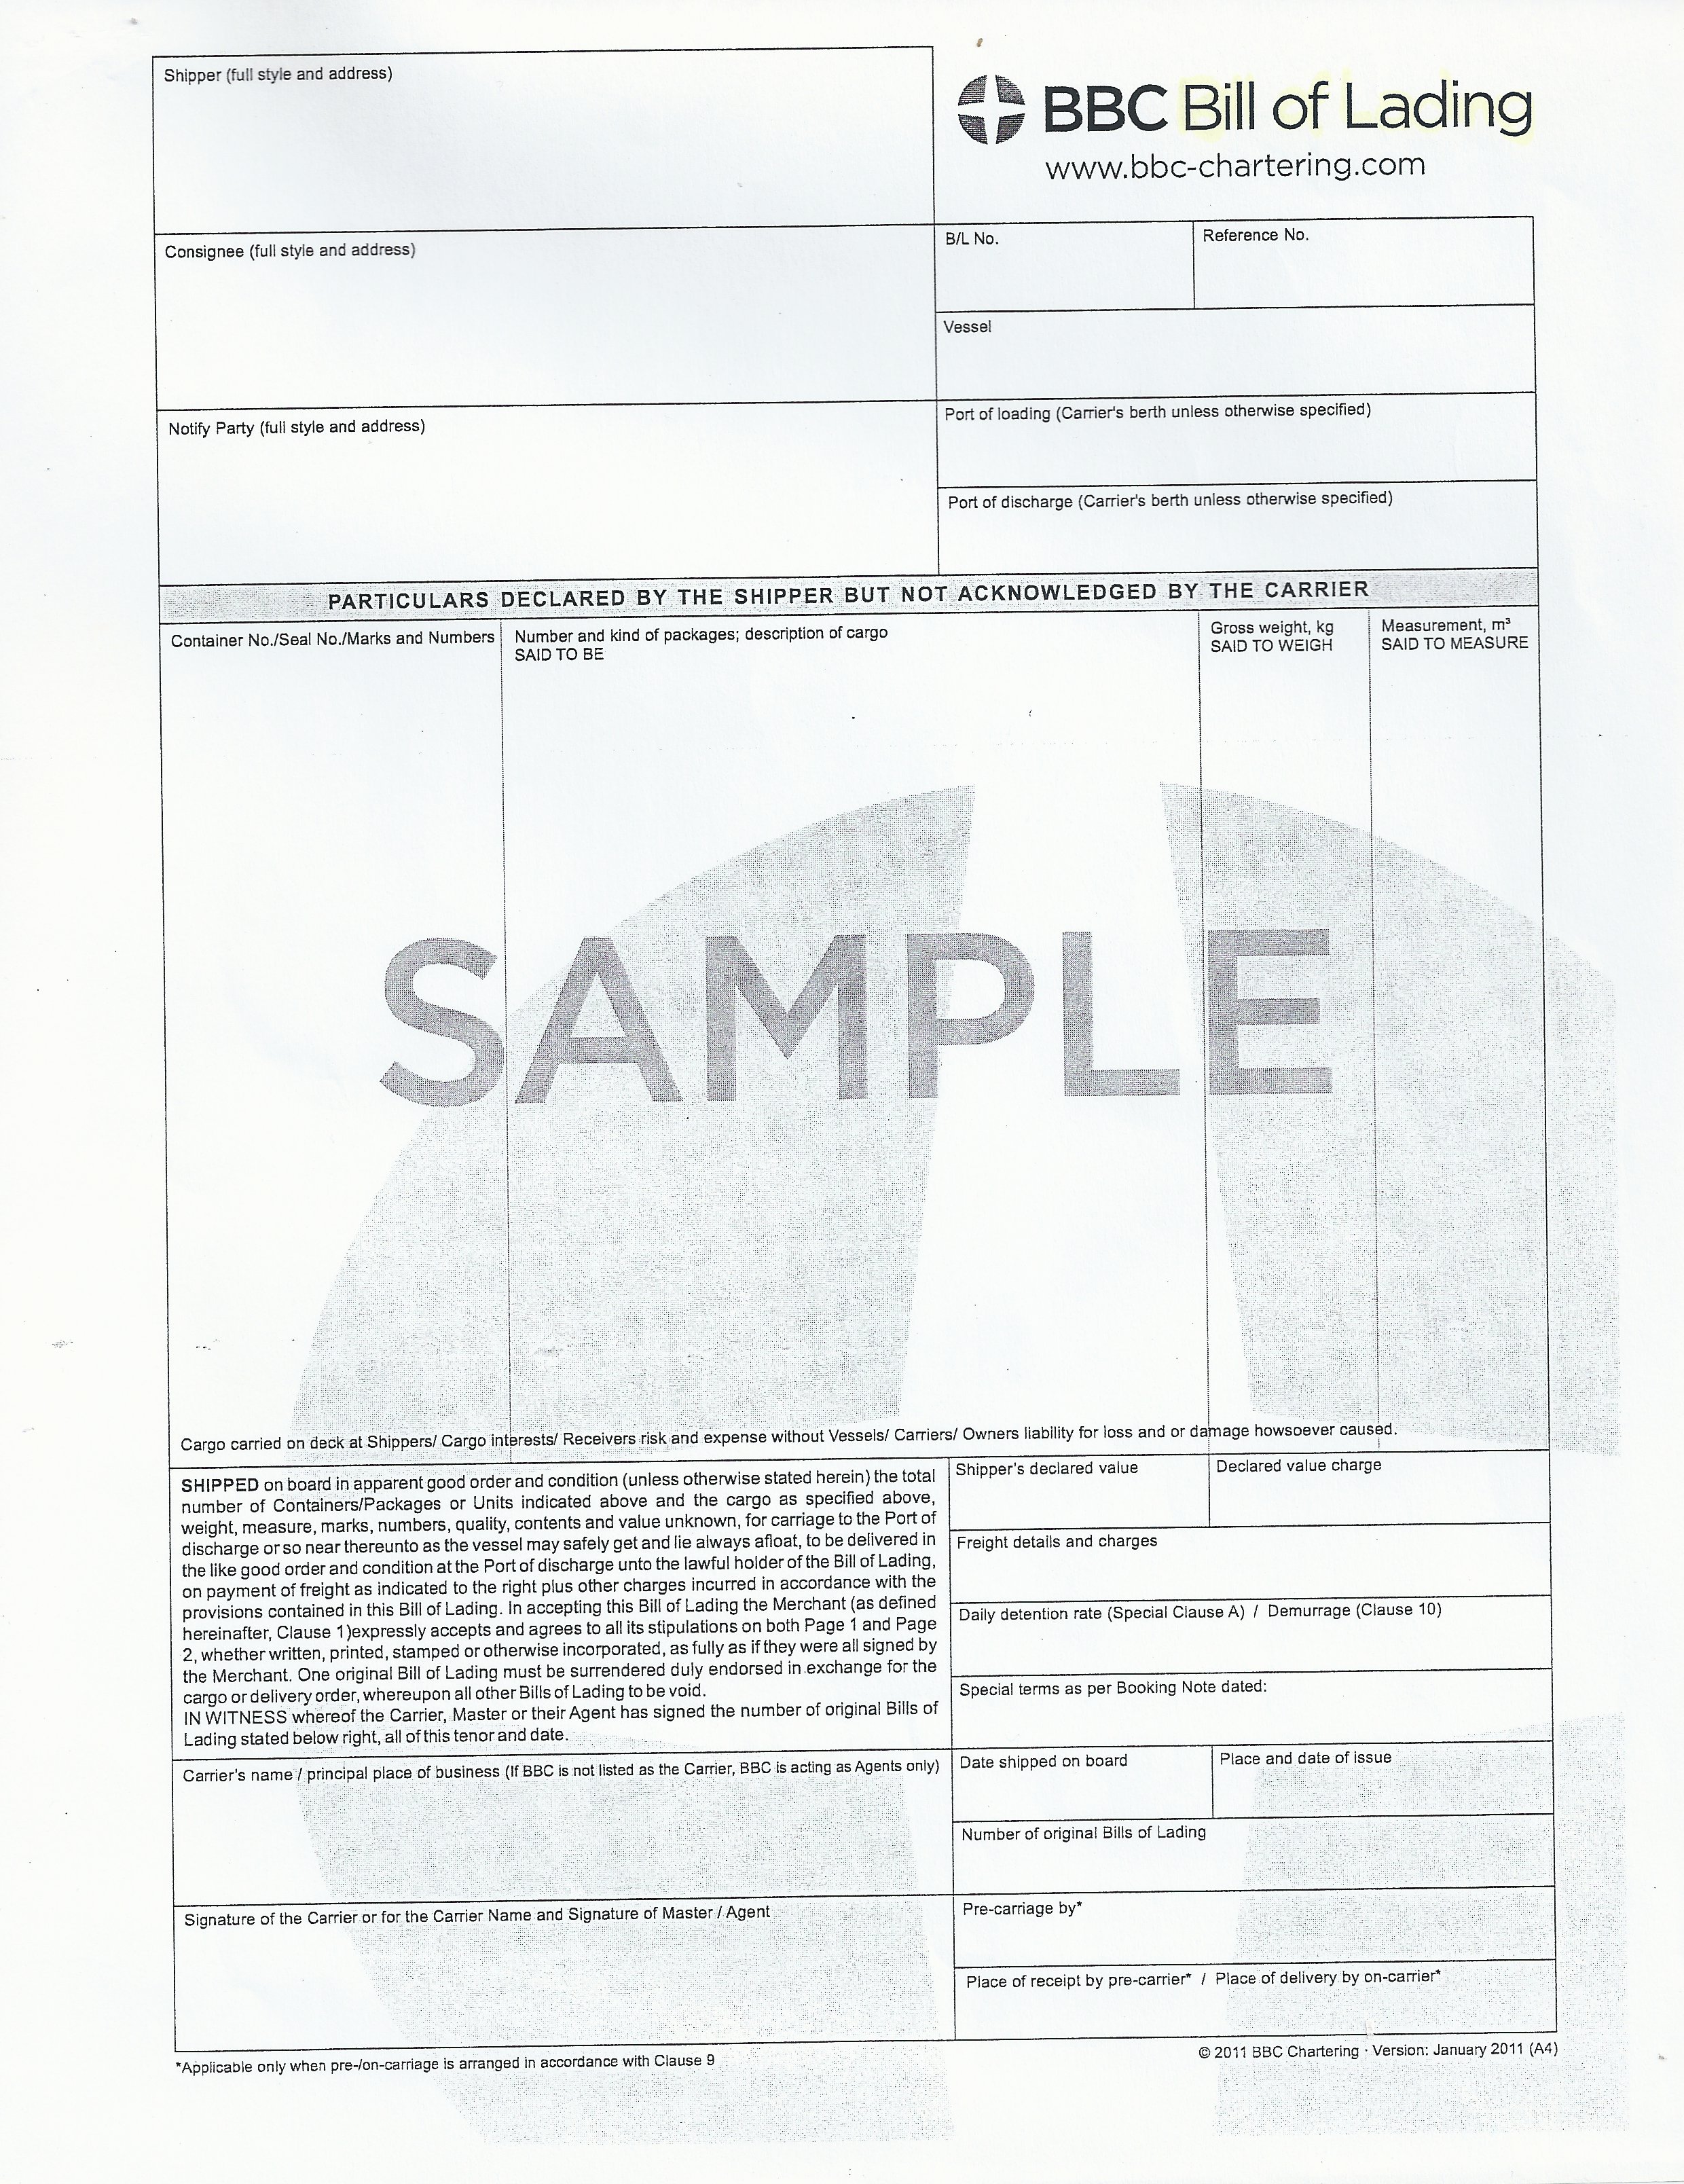 Shipper (full style and address)
BBC Bill of Lading
www.bbc-chartering.com
Consignee (full style and address)
B/L No.
Reference No.
Vessel
Notify Party (full style and address)
Port of loading (Carrier's berth unless otherwise specified)
Port of discharge (Carrier's berth unless otherwise specified)
PARTICULARS DECLARED BY THE SHIPPER BUT NOT ACKNOWLEDGED BY THE CARRIER
Container No./Seal No./Marks and Numbers
Number and kind of packages; description of cargo
SAID TO BE
Gross weight, kg
SAID TO WEIGH
Measurement, m³
SAID TO MEASURE
SAMPLE
Cargo carried on deck at Shippers/ Cargo interests/ Receivers risk and expense without Vessels/ Carriers/ Owners liability for loss and or damage howsoever caused.
SHIPPED on board in apparent good order and condition (unless otherwise stated herein) the total
number of Containers/Packages or Units indicated above and the cargo as specified above,
weight, measure, marks, numbers, quality, contents and value unknown, for carriage to the Port of
discharge or so near thereunto as the vessel may safely get and lie always afloat, to be delivered in
the like good order and condition at the Port of discharge unto the lawful holder of the Bill of Lading,
on payment of freight as indicated to the right plus other charges incurred in accordance with the
provisions contained in this Bill of Lading. In accepting this Bill of Lading the Merchant (as defined
hereinafter, Clause 1)expressly accepts and agrees to all its stipulations on both Page 1 and Page
2, whether written, printed, stamped or otherwise incorporated, as fully as if they were all signed by
the Merchant. One original Bill of Lading must be surrendered duly endorsed in exchange for the
cargo or delivery order, whereupon all other Bills of Lading to be void.
IN WITNESS whereof the Carrier, Master or their Agent has signed the number of original Bills of
Lading stated below right, all of this tenor and date.
Shipper's declared value
Declared value charge
Freight details and charges
Daily detention rate (Special Clause A) / Demurrage (Clause 10)
Special terms as per Booking Note dated:
Carrier's name / principal place of business (If BBC is not listed as the Carrier, BBC is acting as Agents only)
Date shipped on board
Place and date of issue
Number of original Bills of Lading
Signature of the Carrier or for the Carrier Name and Signature of Master / Agent
Pre-carriage by*
Place of receipt by pre-carrier* / Place of delivery by on-carrier*
*Applicable only when pre-/on-carriage is arranged in accordance with Clause 9
© 2011 BBC Chartering · Version: January 2011 (A4)